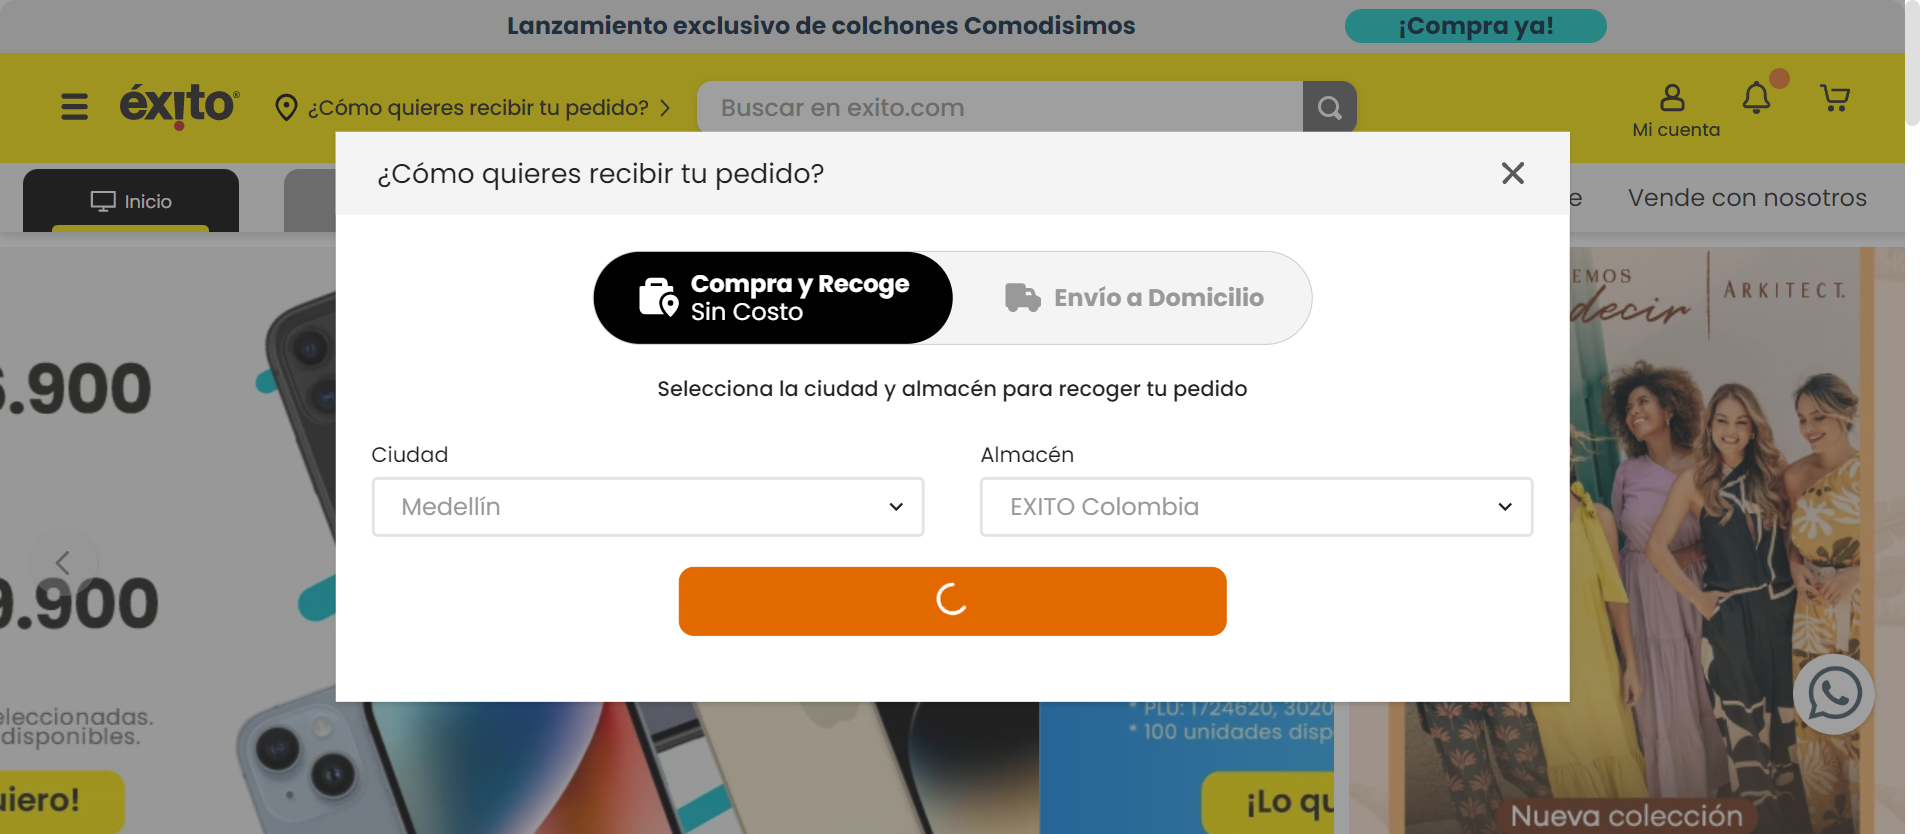 Lanzamiento exclusivo de colchones Comodisimos
¡Compra ya!
éxito®
¿Cómo quieres recibir tu pedido?
Buscar en exito.com
Mi cuenta
¿Cómo quieres recibir tu pedido?
Inicio
Vende con nosotros
Compra y Recoge
Sin Costo
Envío a Domicilio
ARKITECT.
decir
.900
Selecciona la ciudad y almacén para recoger tu pedido
Ciudad
Almacén
Medellín
EXITO Colombia
9.900
eleccionadas.
disponibles.
* PLU: 1724620, 3020
* 100 unidades disp
uiero!
¡Lo qu
Nueva colección